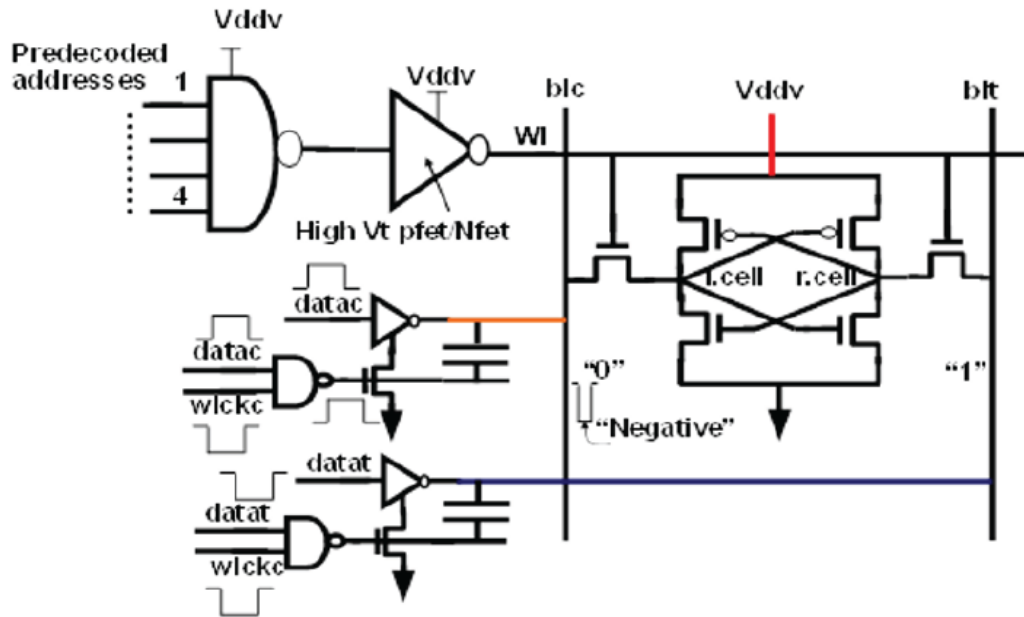 Vddv
Predecoded
addresses
1
4
Vddv
High Vt pfet/Nfet
Wl
blc
Vddv
blt
l.cell
r.cell
datac
datac
wlckc
"0"
"1"
"Negative"
datat
datat
wlckc